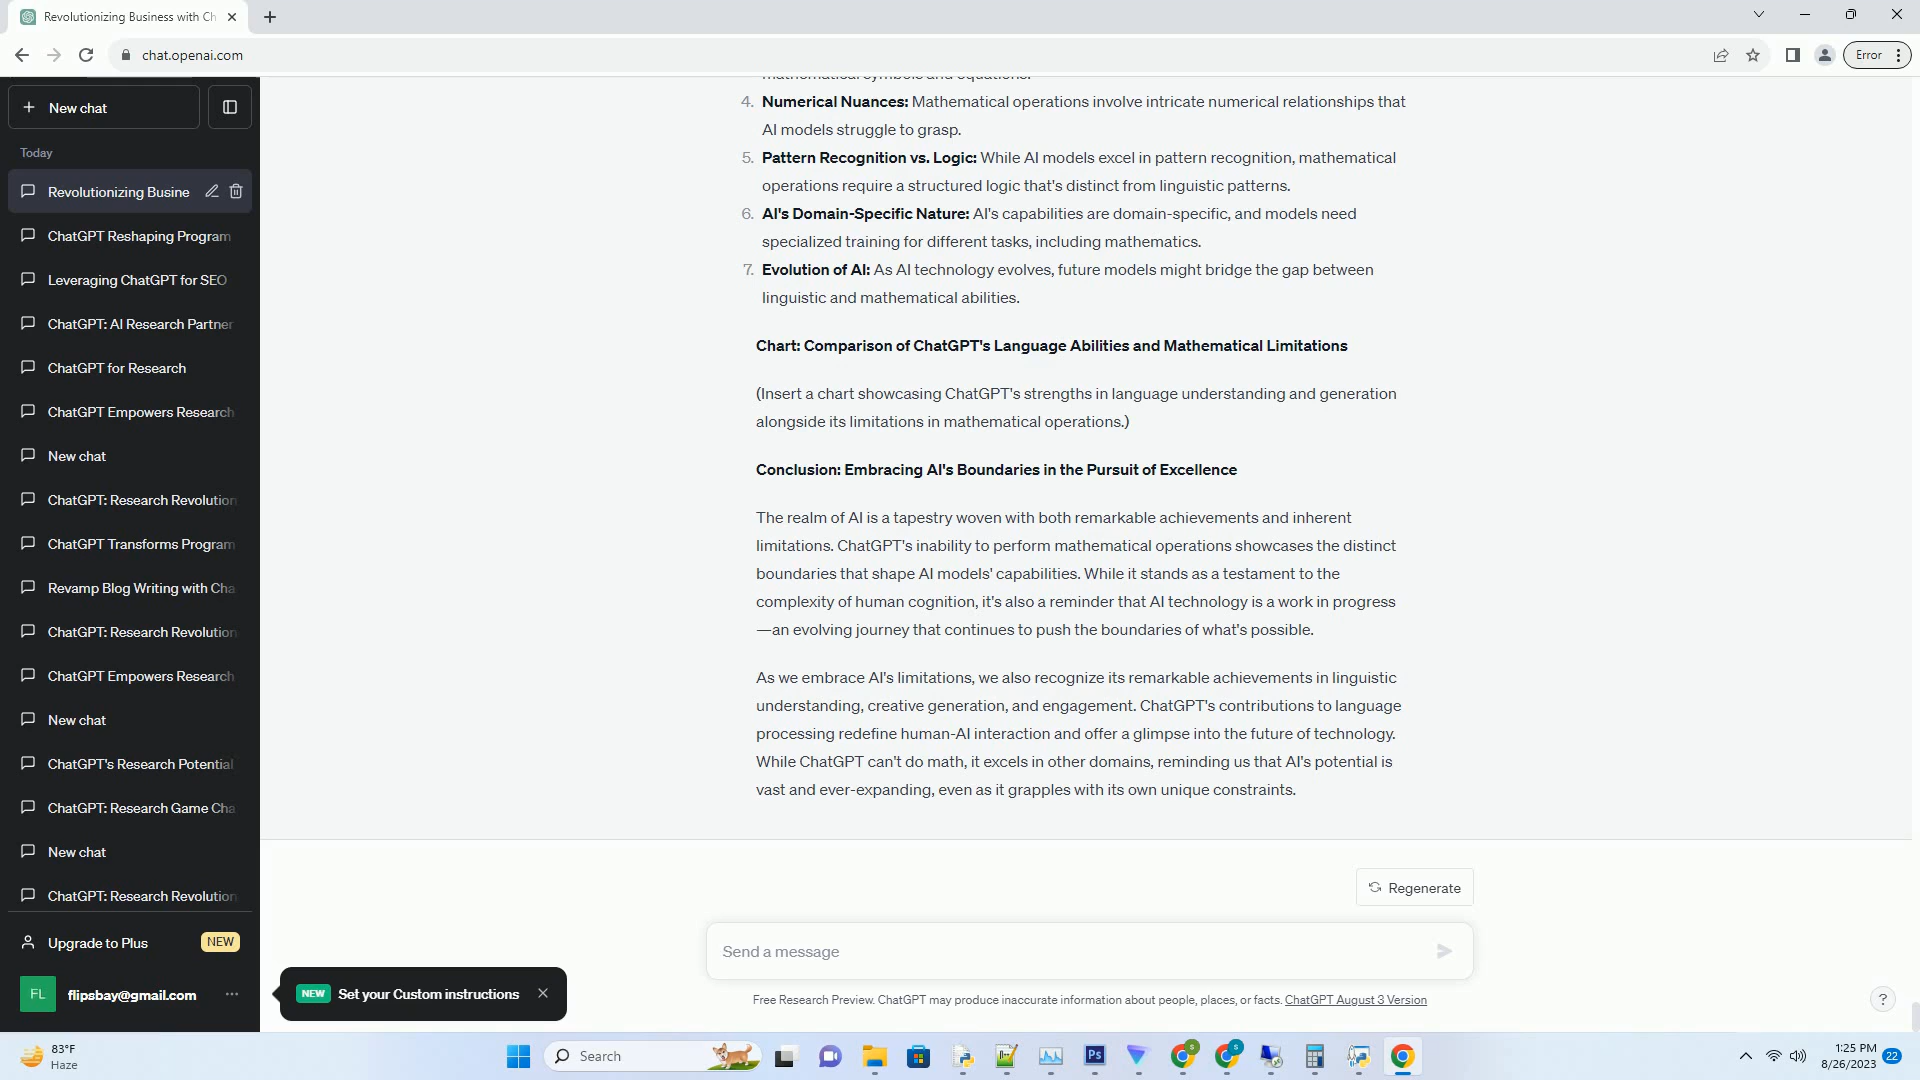 Revolutionizing Business with Ch
chat.openai.com
Error
New chat
Today
Revolutionizing Busine
ChatGPT Reshaping Program
Leveraging ChatGPT for SEO
ChatGPT: AI Research Partner
ChatGPT for Research
ChatGPT Empowers Research
New chat
ChatGPT: Research Revolution
ChatGPT Transforms Program
Revamp Blog Writing with Cha
ChatGPT: Research Revolution
ChatGPT Empowers Research
New chat
ChatGPT's Research Potential
ChatGPT: Research Game Cha
New chat
ChatGPT: Research Revolution
Upgrade to Plus NEW
FL flipsbay@gmail.com
NEW Set your Custom instructions
mathematical symbols and equations.
4. Numerical Nuances: Mathematical operations involve intricate numerical relationships that
AI models struggle to grasp.
5. Pattern Recognition vs. Logic: While AI models excel in pattern recognition, mathematical
operations require a structured logic that's distinct from linguistic patterns.
6. AI's Domain-Specific Nature: AI's capabilities are domain-specific, and models need
specialized training for different tasks, including mathematics.
7. Evolution of AI: As AI technology evolves, future models might bridge the gap between
linguistic and mathematical abilities.
Chart: Comparison of ChatGPT's Language Abilities and Mathematical Limitations
(Insert a chart showcasing ChatGPT's strengths in language understanding and generation
alongside its limitations in mathematical operations.)
Conclusion: Embracing AI's Boundaries in the Pursuit of Excellence
The realm of AI is a tapestry woven with both remarkable achievements and inherent
limitations. ChatGPT's inability to perform mathematical operations showcases the distinct
boundaries that shape AI models' capabilities. While it stands as a testament to the
complexity of human cognition, it's also a reminder that AI technology is a work in progress
—an evolving journey that continues to push the boundaries of what's possible.
As we embrace AI's limitations, we also recognize its remarkable achievements in linguistic
understanding, creative generation, and engagement. ChatGPT's contributions to language
processing redefine human-AI interaction and offer a glimpse into the future of technology.
While ChatGPT can't do math, it excels in other domains, reminding us that AI's potential is
vast and ever-expanding, even as it grapples with its own unique constraints.
Regenerate
Send a message
Free Research Preview. ChatGPT may produce inaccurate information about people, places, or facts. ChatGPT August 3 Version
?
83°F
Haze
Search
Ps
S
S
1:25 PM
8/26/2023
22